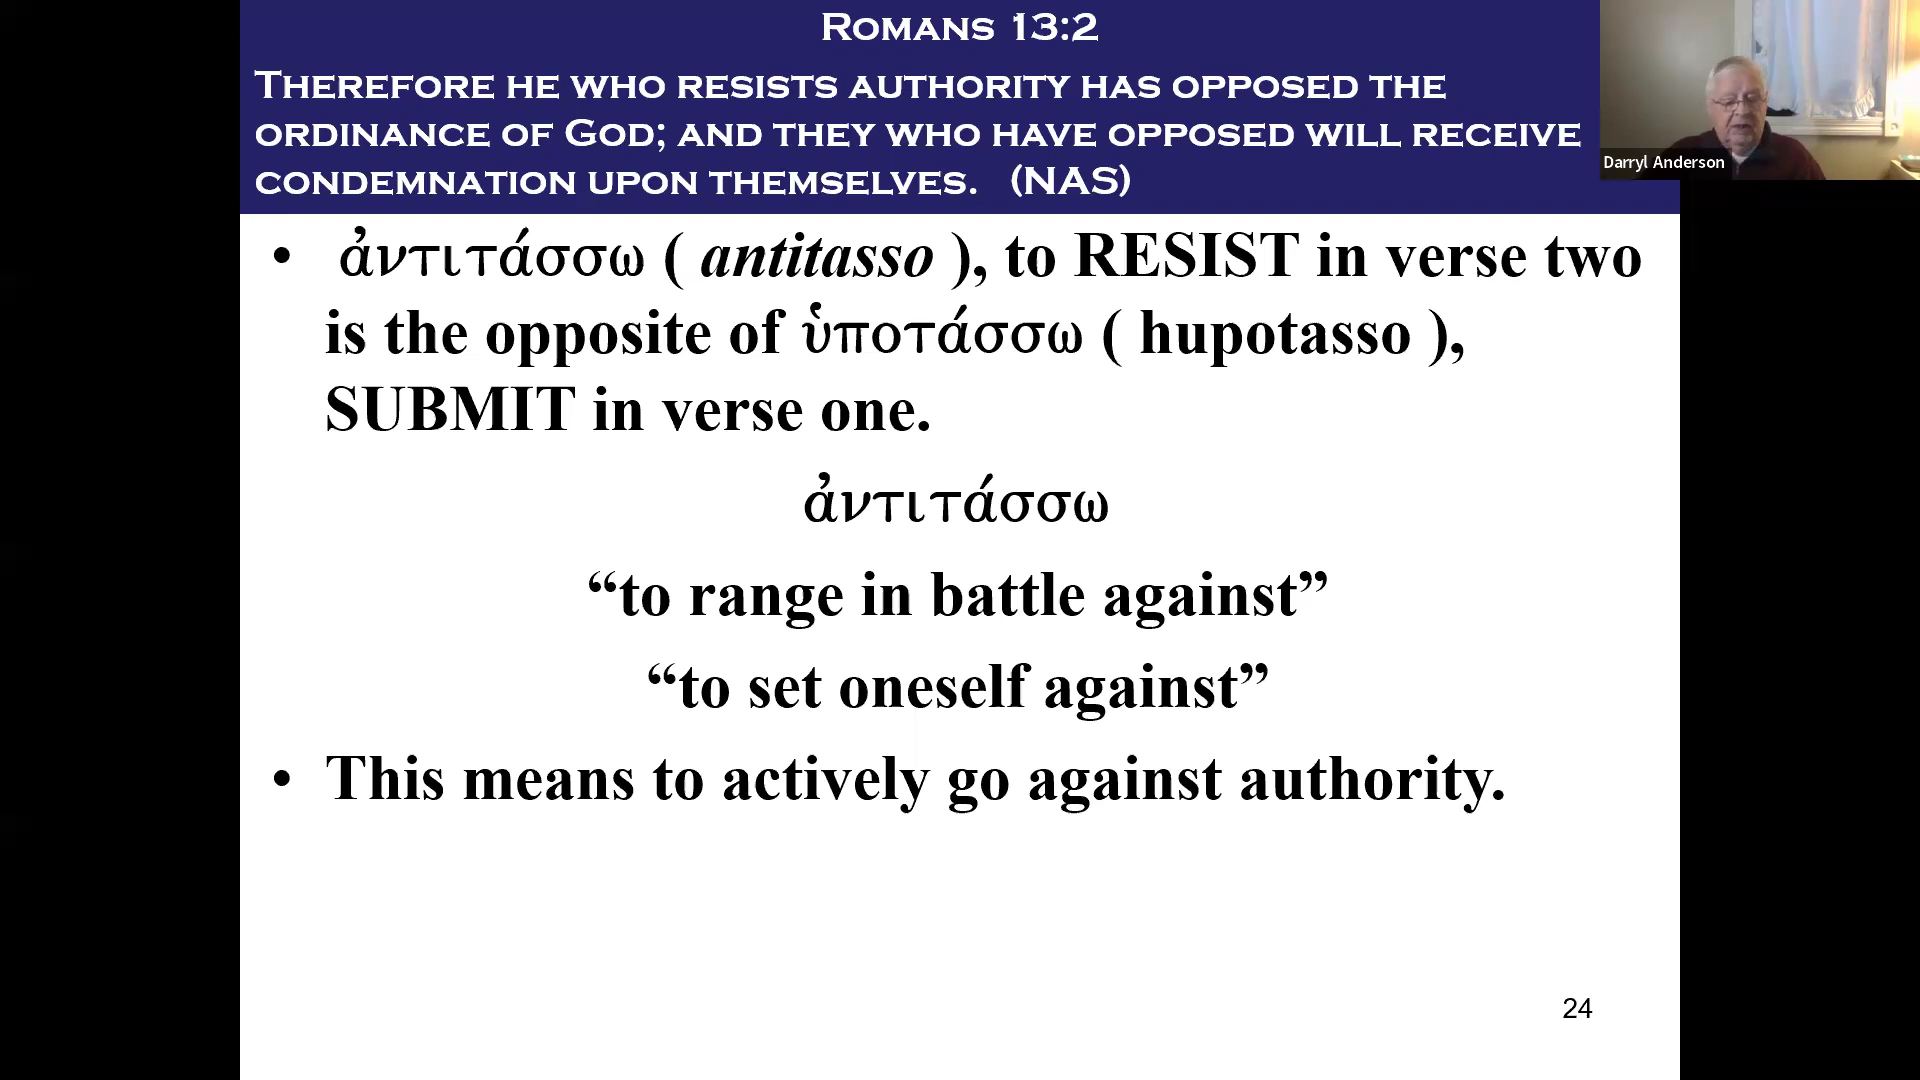 Romans 13:2
Therefore he who resists authority has opposed the
ordinance of God; and they who have opposed will receive
condemnation upon themselves. (NAS)
Darryl Anderson
• ἀντιτάσσω ( antitasso ), to RESIST in verse two
is the opposite of ὑποτάσσω ( hupotasso ),
SUBMIT in verse one.
ἀντιτάσσω
“to range in battle against”
“to set oneself against”
• This means to actively go against authority.
24